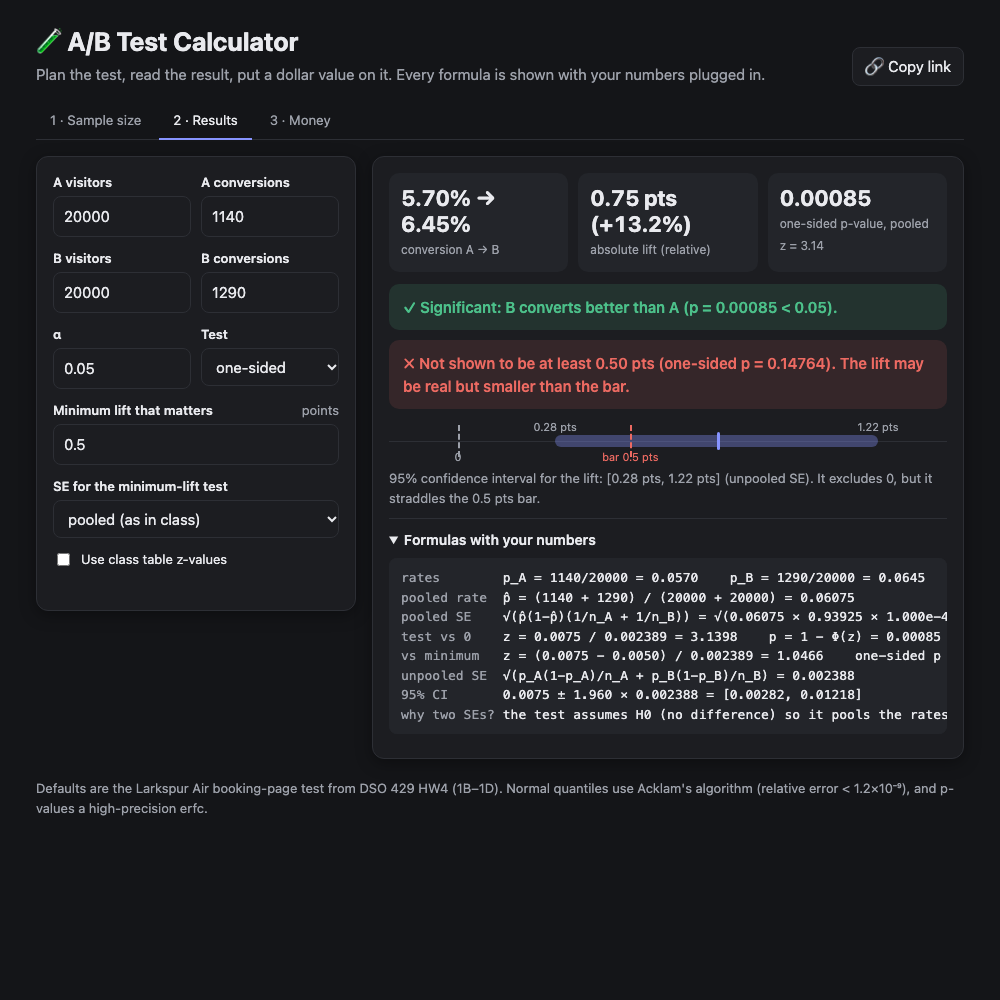 A/B Test Calculator
Plan the test, read the result, put a dollar value on it. Every formula is shown with your numbers plugged in.
Copy link
1 · Sample size
2 · Results
3 · Money
A visitors
A conversions
20000
1140
B visitors
B conversions
20000
1290
α
Test
0.05
one-sided
Minimum lift that matters
points
0.5
SE for the minimum-lift test
pooled (as in class)
Use class table z-values
5.70% →
6.45%
conversion A → B
0.75 pts
(+13.2%)
absolute lift (relative)
0.00085
one-sided p-value, pooled
z = 3.14
✓ Significant: B converts better than A (p = 0.00085 < 0.05).
✕ Not shown to be at least 0.50 pts (one-sided p = 0.14764). The lift may
be real but smaller than the bar.
0.28 pts
1.22 pts
0
bar 0.5 pts
95% confidence interval for the lift: [0.28 pts, 1.22 pts] (unpooled SE). It excludes 0, but it
straddles the 0.5 pts bar.
▼ Formulas with your numbers
rates p_A = 1140/20000 = 0.0570 p_B = 1290/20000 = 0.0645
pooled rate p̂ = (1140 + 1290) / (20000 + 20000) = 0.06075
pooled SE √(p̂(1−p̂)(1/n_A + 1/n_B)) = √(0.06075 × 0.93925 × 1.000e-4
test vs 0 z = 0.0075 / 0.002389 = 3.1398 p = 1 − Φ(z) = 0.00085
vs minimum z = (0.0075 − 0.0050) / 0.002389 = 1.0466 one-sided p
unpooled SE √(p_A(1−p_A)/n_A + p_B(1−p_B)/n_B) = 0.002388
95% CI 0.0075 ± 1.960 × 0.002388 = [0.00282, 0.01218]
why two SEs? the test assumes H0 (no difference) so it pools the rates
Defaults are the Larkspur Air booking-page test from DSO 429 HW4 (1B–1D). Normal quantiles use Acklam's algorithm (relative error < 1.2×10⁻⁹), and p-
values a high-precision erfc.